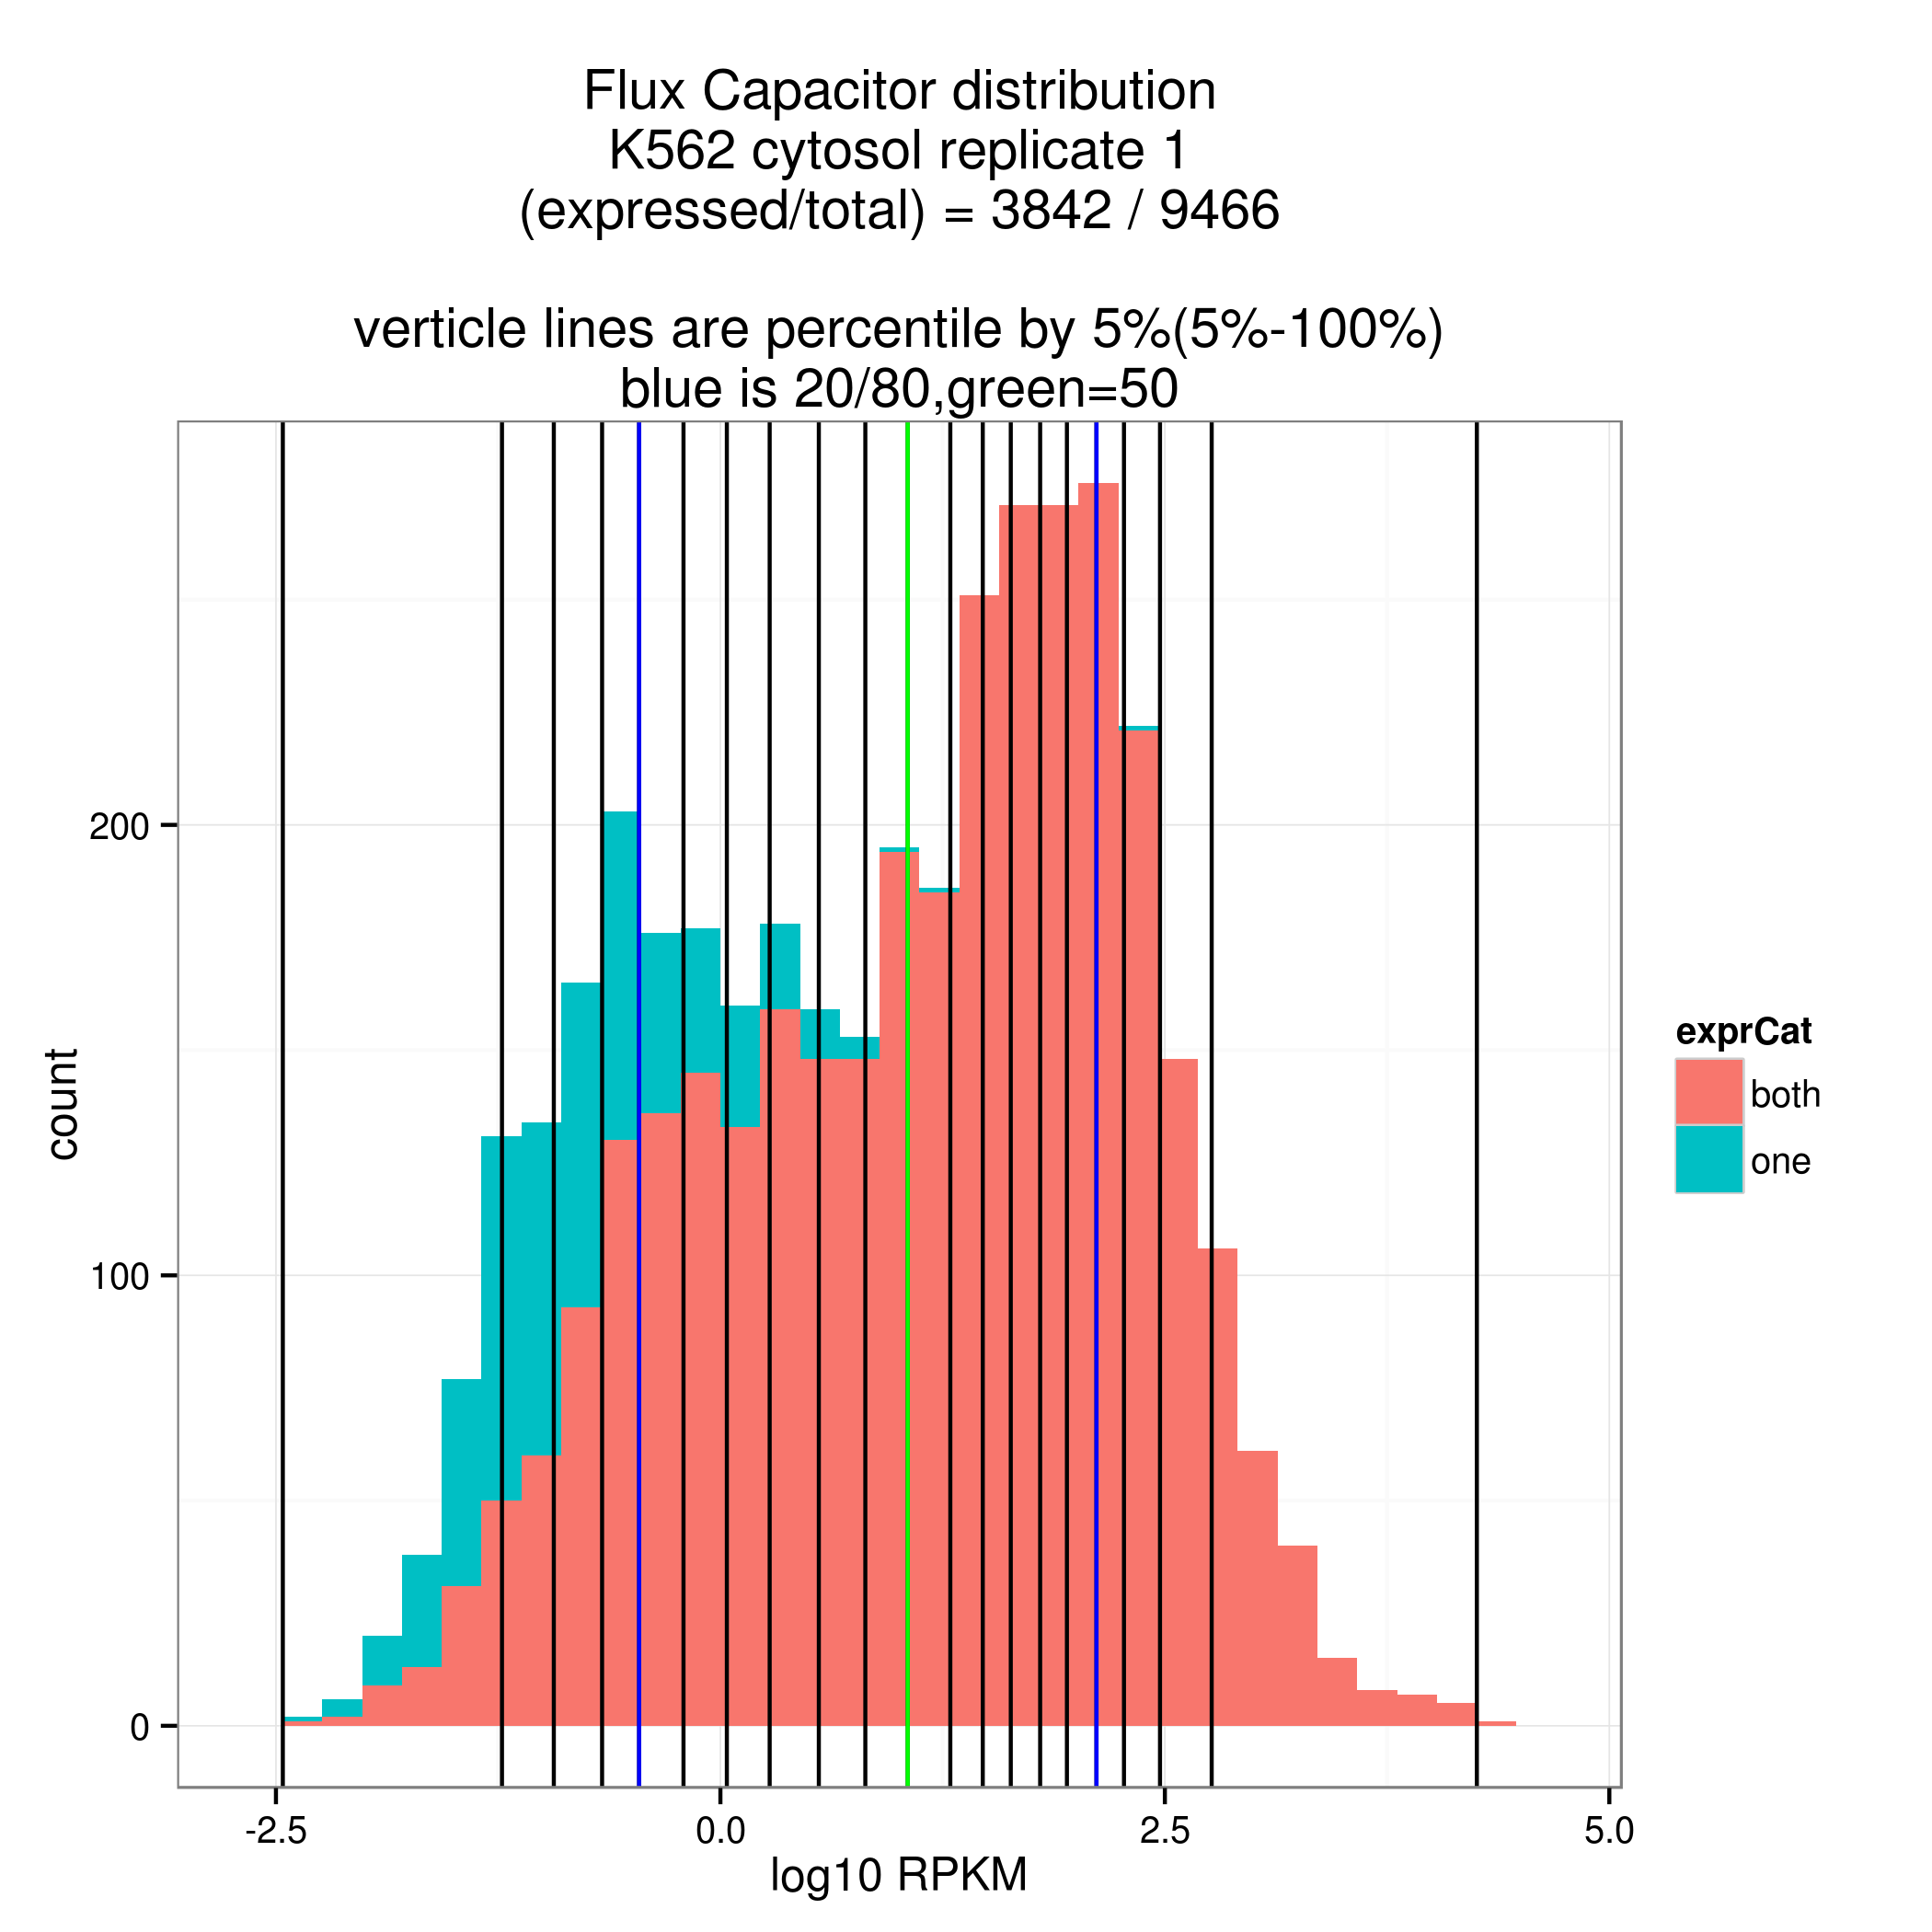 Flux Capacitor distribution
K562 cytosol replicate 1
(expressed/total) = 3842 / 9466
verticle lines are percentile by 5%(5%-100%)
blue is 20/80,green=50
count
200
100
0
-2.5
0.0
2.5
5.0
log10 RPKM
exprCat
both
one